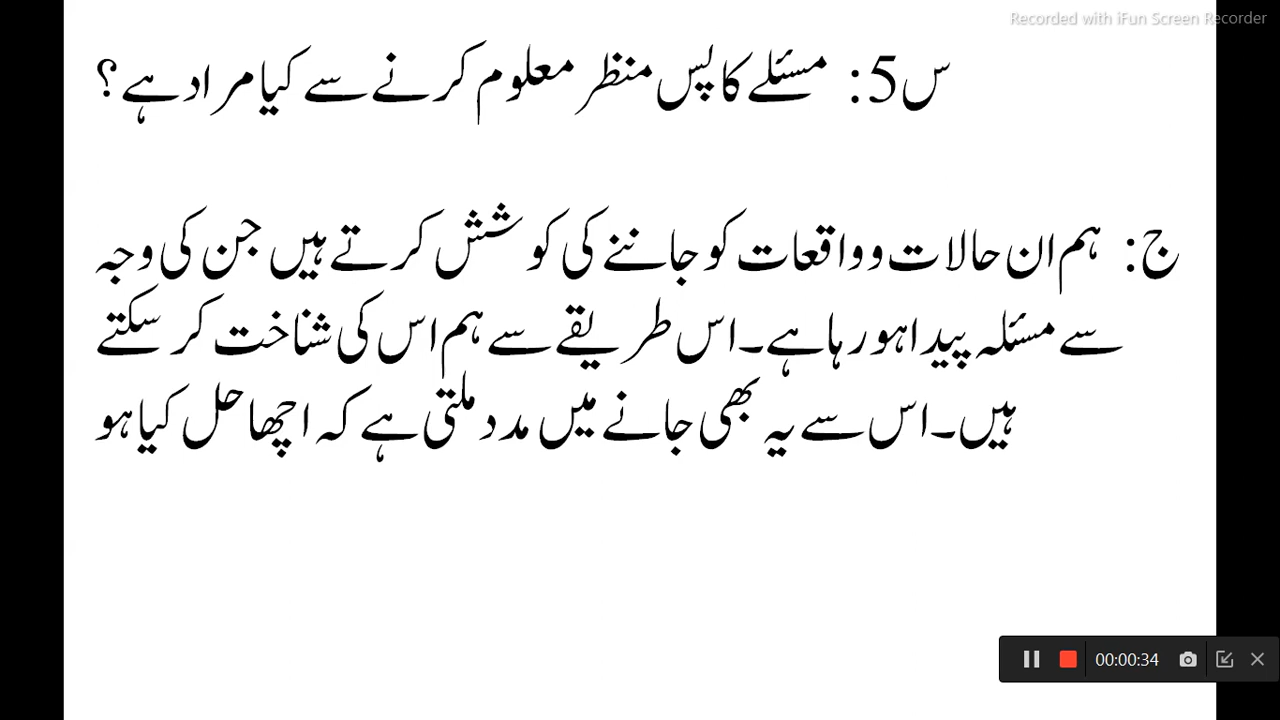 Recorded with iFun Screen Recorder
س5: مسئلے کا پس منظر معلوم کرنے سے کیا مراد ہے؟
ج: ہم ان حالات و واقعات کو جاننے کی کوشش کرتے ہیں جن کی وجہ
سے مسئلہ پیدا ہو رہا ہے۔ اس طریقے سے ہم اس کی شناخت کر سکتے
ہیں۔ اس سے یہ بھی جانے میں مدد ملتی ہے کہ اچھا حل کیا ہو
00:00:34